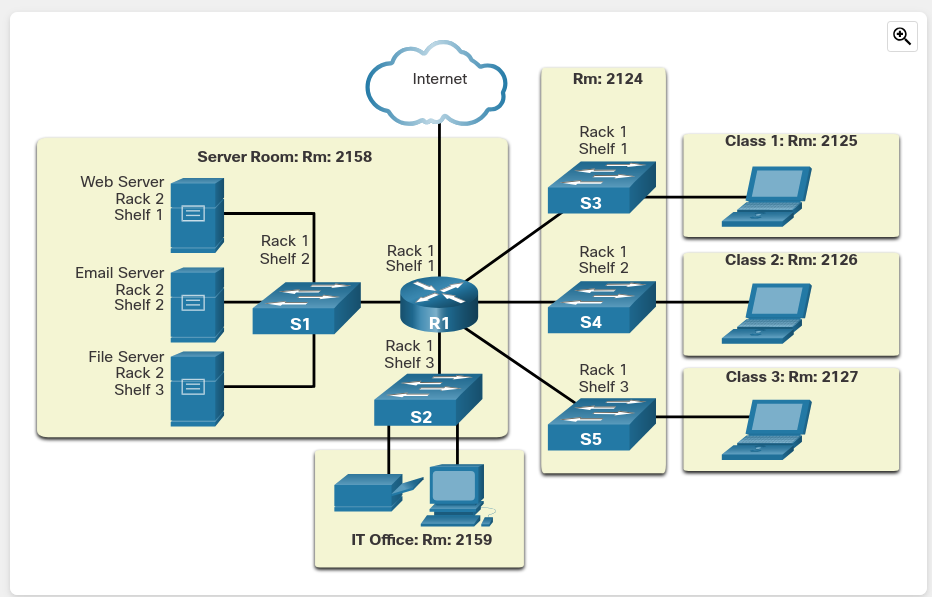 Internet
Server Room: Rm: 2158
Web Server
Rack 2
Shelf 1
Email Server
Rack 2
Shelf 2
File Server
Rack 2
Shelf 3
Rack 1
Shelf 2
S1
Rack 1
Shelf 1
R1
Rack 1
Shelf 3
S2
IT Office: Rm: 2159
Rm: 2124
Rack 1
Shelf 1
S3
Rack 1
Shelf 2
S4
Rack 1
Shelf 3
S5
Class 1: Rm: 2125
Class 2: Rm: 2126
Class 3: Rm: 2127